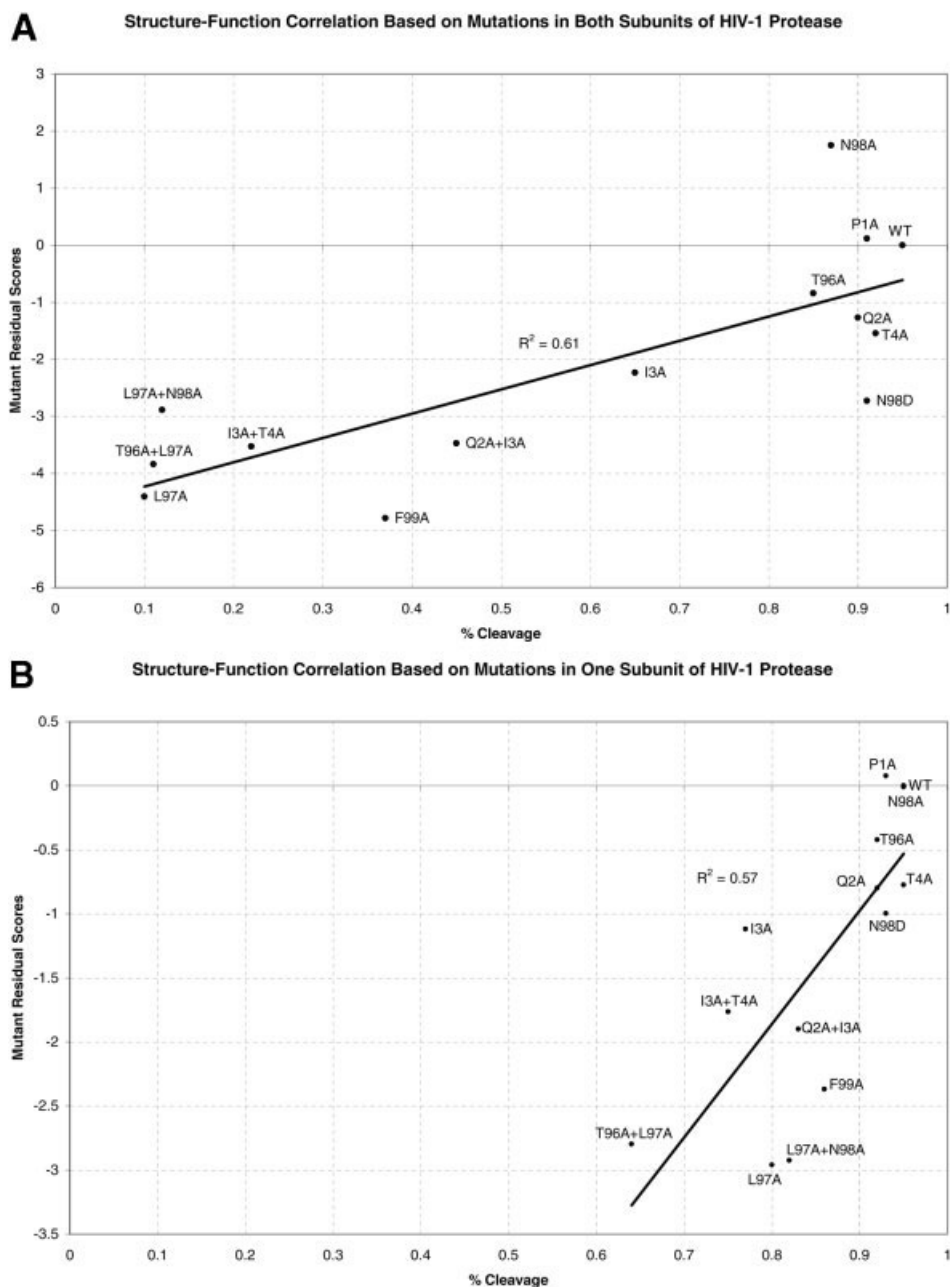 A
Structure-Function Correlation Based on Mutations in Both Subunits of HIV-1 Protease
Mutant Residual Scores
3
2
1
0
-1
-2
-3
-4
-5
-6
N98A
P1A
WT
T96A
Q2A
T4A
R² = 0.61
I3A
N98D
L97A+N98A
I3A+T4A
Q2A+I3A
T96A+L97A
L97A
F99A
0 0.1 0.2 0.3 0.4 0.5 0.6 0.7 0.8 0.9 1
% Cleavage
B
Structure-Function Correlation Based on Mutations in One Subunit of HIV-1 Protease
Mutant Residual Scores
0.5
0
-0.5
-1
-1.5
-2
-2.5
-3
-3.5
P1A
WT
N98A
T96A
R² = 0.57
Q2A
T4A
N98D
I3A
I3A+T4A
Q2A+I3A
F99A
T96A+L97A
L97A+N98A
L97A
0 0.1 0.2 0.3 0.4 0.5 0.6 0.7 0.8 0.9 1
% Cleavage